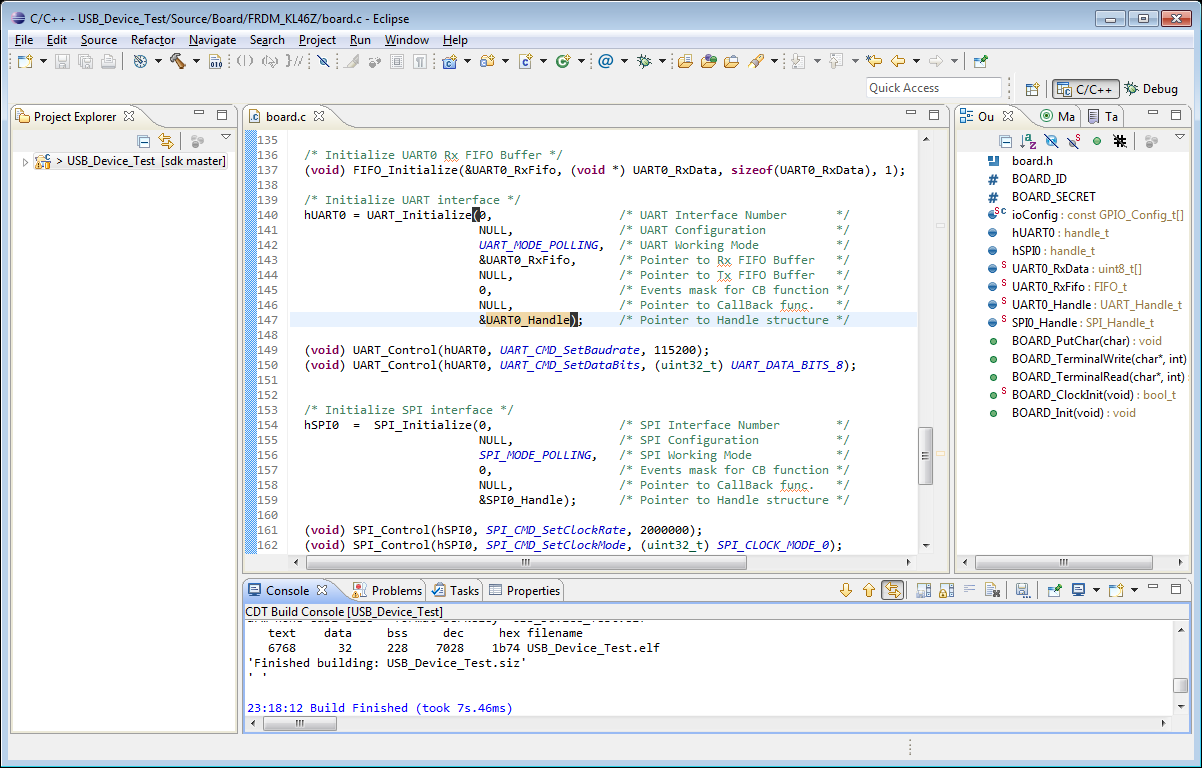 C/C++ - USB_Device_Test/Source/Board/FRDM_KL46Z/board.c - Eclipse
File Edit Source Refactor Navigate Search Project Run Window Help
Quick Access
C/C++ Debug
Project Explorer
> USB_Device_Test [sdk master]
board.c
135
136 /* Initialize UART0 Rx FIFO Buffer */
137 (void) FIFO_Initialize(&UART0_RxFifo, (void *) UART0_RxData, sizeof(UART0_RxData), 1);
138
139 /* Initialize UART interface */
140 hUART0 = UART_Initialize(0, /* UART Interface Number */
141 NULL, /* UART Configuration */
142 UART_MODE_POLLING, /* UART Working Mode */
143 &UART0_RxFifo, /* Pointer to Rx FIFO Buffer */
144 NULL, /* Pointer to Tx FIFO Buffer */
145 0, /* Events mask for CB function */
146 NULL, /* Pointer to CallBack func. */
147 &UART0_Handle); /* Pointer to Handle structure */
148
149 (void) UART_Control(hUART0, UART_CMD_SetBaudrate, 115200);
150 (void) UART_Control(hUART0, UART_CMD_SetDataBits, (uint32_t) UART_DATA_BITS_8);
151
152
153 /* Initialize SPI interface */
154 hSPI0 = SPI_Initialize(0, /* SPI Interface Number */
155 NULL, /* SPI Configuration */
156 SPI_MODE_POLLING, /* SPI Working Mode */
157 0, /* Events mask for CB function */
158 NULL, /* Pointer to CallBack func. */
159 &SPI0_Handle); /* Pointer to Handle structure */
160
161 (void) SPI_Control(hSPI0, SPI_CMD_SetClockRate, 2000000);
162 (void) SPI_Control(hSPI0, SPI_CMD_SetClockMode, (uint32_t) SPI_CLOCK_MODE_0);
Ou Ma Ta
board.h
BOARD_ID
BOARD_SECRET
ioConfig : const GPIO_Config_t[]
hUART0 : handle_t
hSPI0 : handle_t
UART0_RxData : uint8_t[]
UART0_RxFifo : FIFO_t
UART0_Handle : UART_Handle_t
SPI0_Handle : SPI_Handle_t
BOARD_PutChar(char) : void
BOARD_TerminalWrite(char*, int)
BOARD_TerminalRead(char*, int)
BOARD_ClockInit(void) : bool_t
BOARD_Init(void) : void
Console Problems Tasks Properties
CDT Build Console [USB_Device_Test]
text data bss dec hex filename
6768 32 228 7028 1b74 USB_Device_Test.elf
'Finished building: USB_Device_Test.siz'
' '
23:18:12 Build Finished (took 7s.46ms)